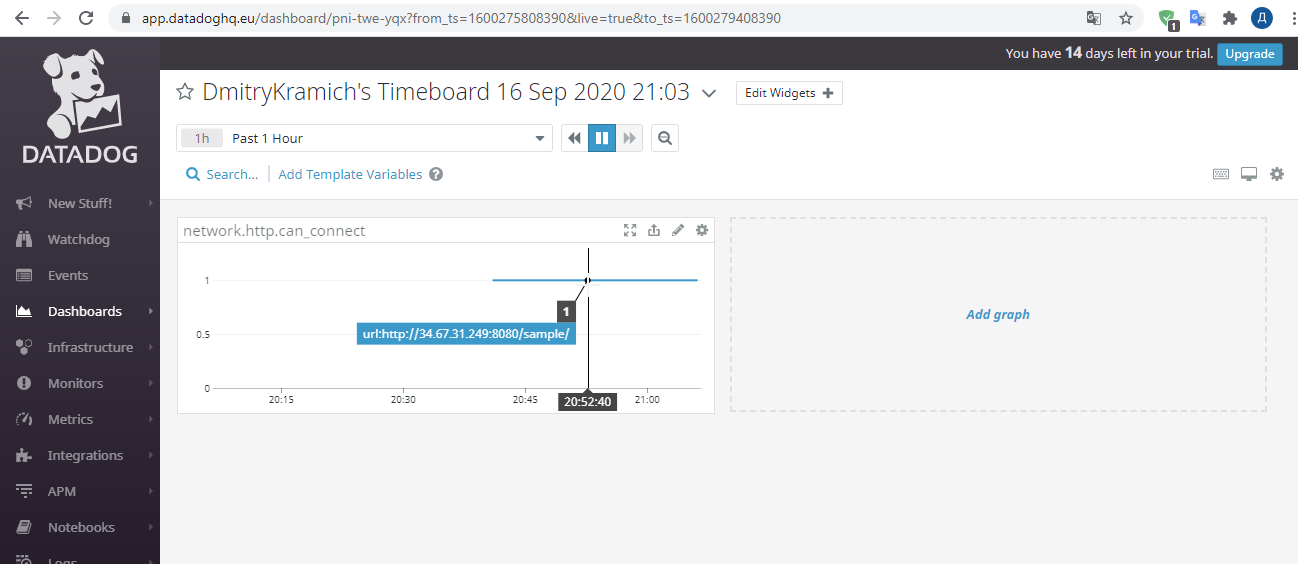 app.datadoghq.eu/dashboard/pni-twe-yqx?from_ts=1600275808390&live=true&to_ts=1600279408390
1
Д
You have 14 days left in your trial. Upgrade
DATADOG
New Stuff!
Watchdog
Events
Dashboards
Infrastructure
Monitors
Metrics
Integrations
APM
Notebooks
Logs
DmitryKramich's Timeboard 16 Sep 2020 21:03
Edit Widgets
1h Past 1 Hour
Search... Add Template Variables
network.http.can_connect
1
0.5
0
1
url:http://34.67.31.249:8080/sample/
20:15 20:30 20:45 20:52:40 21:00
Add graph